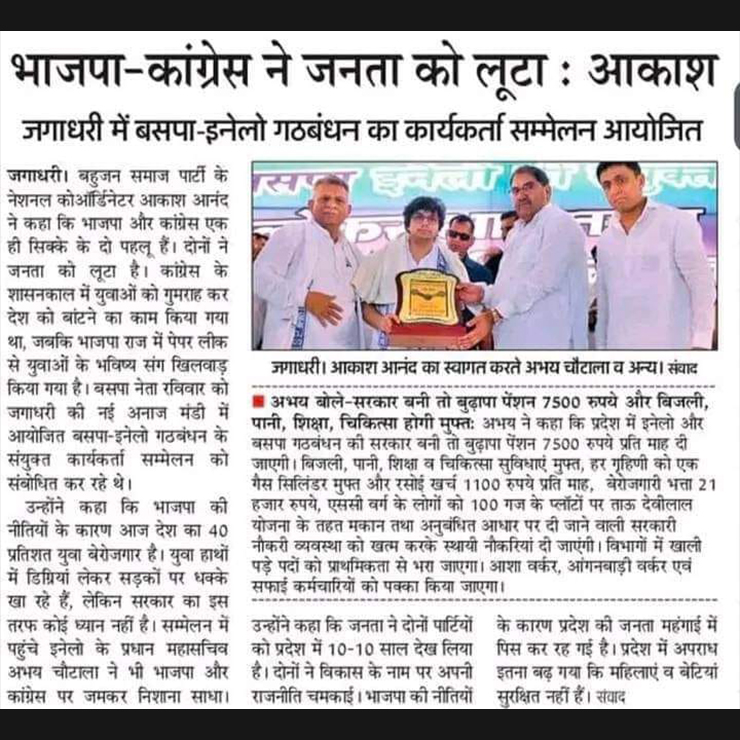 भाजपा-कांग्रेस ने जनता को लूटा : आकाश
जगाधरी में बसपा-इनेलो गठबंधन का कार्यकर्ता सम्मेलन आयोजित
जगाधरी। बहुजन समाज पार्टी के
नेशनल कोऑर्डिनेटर आकाश आनंद
ने कहा कि भाजपा और कांग्रेस एक
ही सिक्के के दो पहलू हैं। दोनों ने
जनता को लूटा है। कांग्रेस के
शासनकाल में युवाओं को गुमराह कर
देश को बांटने का काम किया गया
था, जबकि भाजपा राज में पेपर लीक
से युवाओं के भविष्य संग खिलवाड़
किया गया है। बसपा नेता रविवार को
जगाधरी की नई अनाज मंडी में
आयोजित बसपा-इनेलो गठबंधन के
संयुक्त कार्यकर्ता सम्मेलन को
संबोधित कर रहे थे।
उन्होंने कहा कि भाजपा की
नीतियों के कारण आज देश का 40
प्रतिशत युवा बेरोजगार है। युवा हाथों
में डिग्रियां लेकर सड़कों पर धक्के
खा रहे हैं, लेकिन सरकार का इस
तरफ कोई ध्यान नहीं है। सम्मेलन में
पहुंचे इनेलो के प्रधान महासचिव
अभय चौटाला ने भी भाजपा और
कांग्रेस पर जमकर निशाना साधा।
जगाधरी। आकाश आनंद का स्वागत करते अभय चौटाला व अन्य। संवाद
अभय बोले-सरकार बनी तो बुढ़ापा पेंशन 7500 रुपये और बिजली,
पानी, शिक्षा, चिकित्सा होगी मुफ्तः अभय ने कहा कि प्रदेश में इनेलो और
बसपा गठबंधन की सरकार बनी तो बुढ़ापा पेंशन 7500 रुपये प्रति माह दी
जाएगी। बिजली, पानी, शिक्षा व चिकित्सा सुविधाएं मुफ्त, हर गृहिणी को एक
गैस सिलिंडर मुफ्त और रसोई खर्च 1100 रुपये प्रति माह, बेरोजगारी भत्ता 21
हजार रुपये, एससी वर्ग के लोगों को 100 गज के प्लॉटों पर ताऊ देवीलाल
योजना के तहत मकान तथा अनुबंधित आधार पर दी जाने वाली सरकारी
नौकरी व्यवस्था को खत्म करके स्थायी नौकरियां दी जाएंगी। विभागों में खाली
पड़े पदों को प्राथमिकता से भरा जाएगा। आशा वर्कर, आंगनबाड़ी वर्कर एवं
सफाई कर्मचारियों को पक्का किया जाएगा।
उन्होंने कहा कि जनता ने दोनों पार्टियों
को प्रदेश में 10-10 साल देख लिया
है। दोनों ने विकास के नाम पर अपनी
राजनीति चमकाई। भाजपा की नीतियों
के कारण प्रदेश की जनता महंगाई में
पिस कर रह गई है। प्रदेश में अपराध
इतना बढ़ गया कि महिलाएं व बेटियां
सुरक्षित नहीं हैं। संवाद